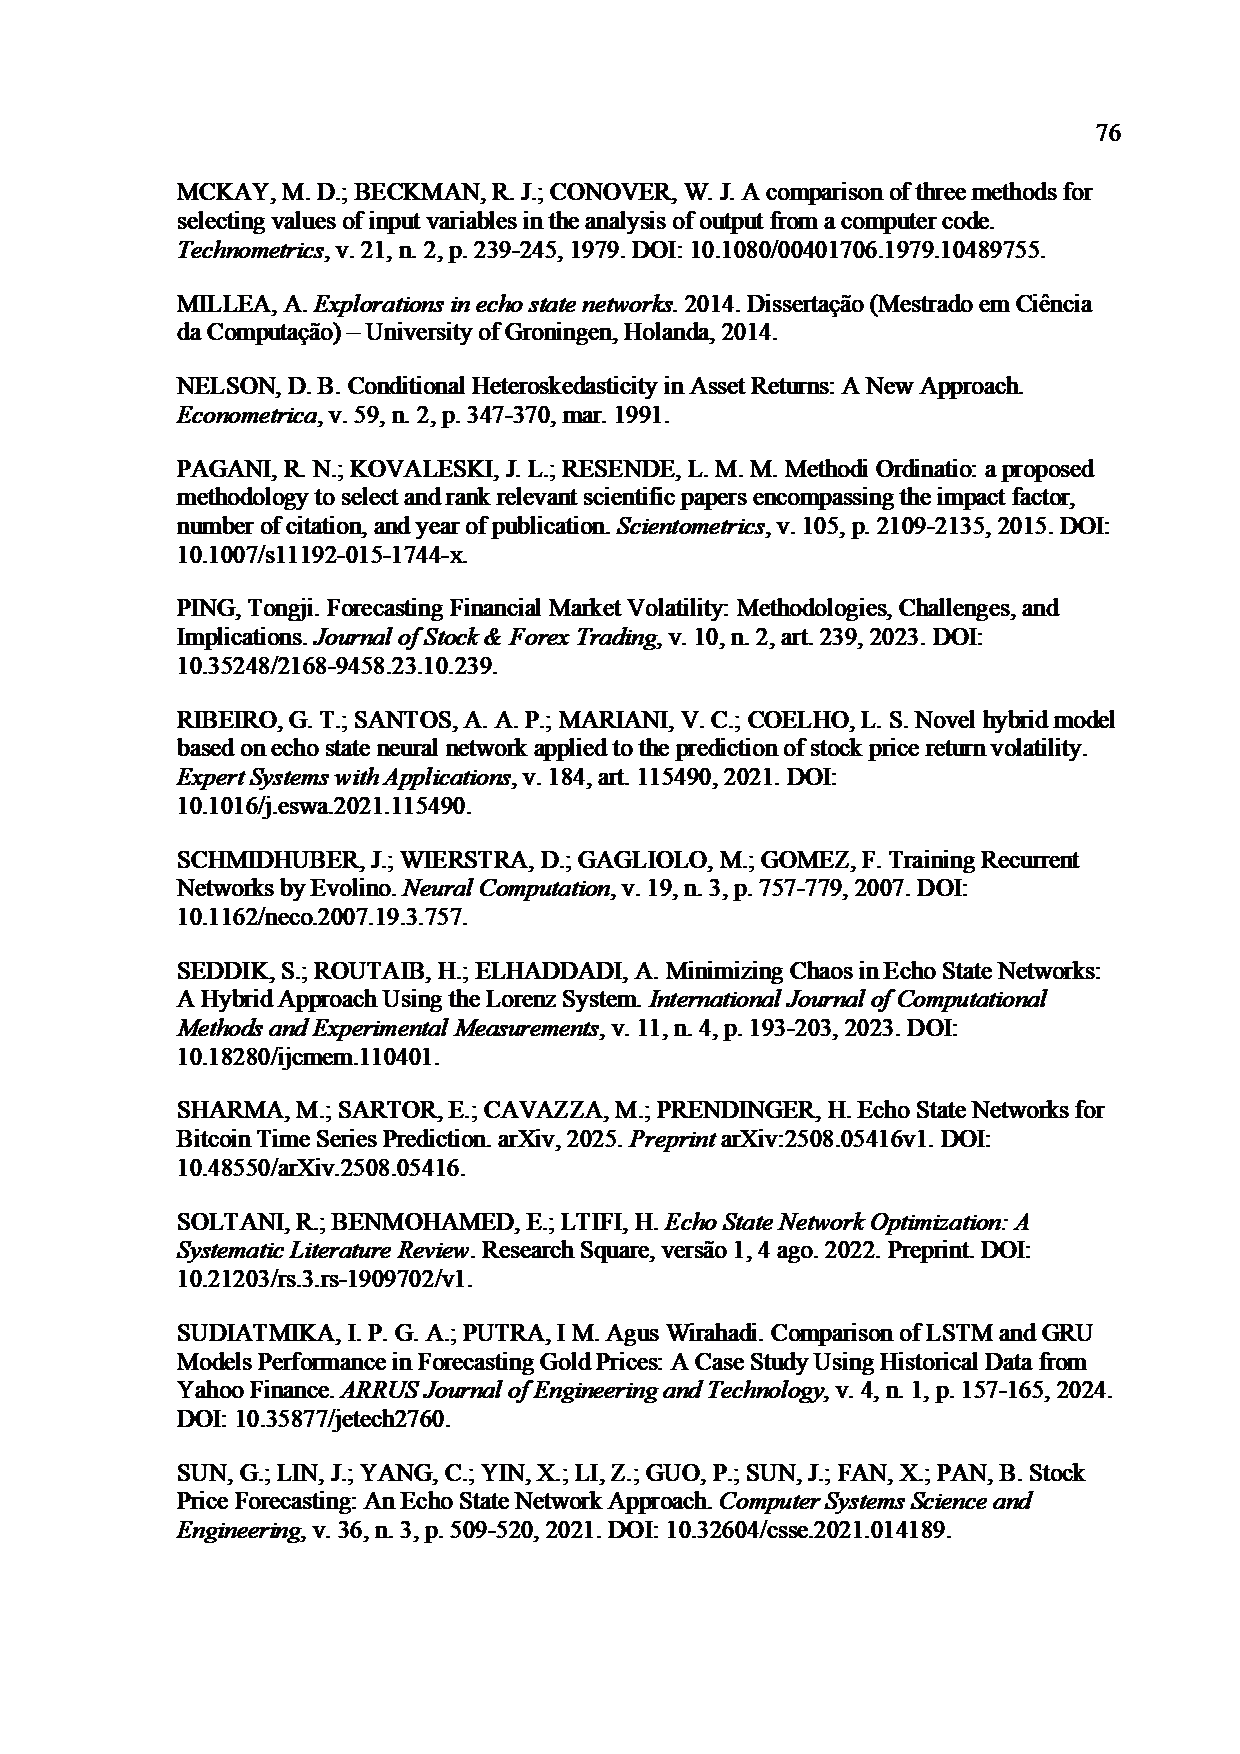 76
MCKAY, M. D.; BECKMAN, R. J.; CONOVER, W. J. A comparison of three methods for
selecting values of input variables in the analysis of output from a computer code.
Technometrics, v. 21, n. 2, p. 239-245, 1979. DOI: 10.1080/00401706.1979.10489755.
MILLEA, A. Explorations in echo state networks. 2014. Dissertação (Mestrado em Ciência
da Computação) – University of Groningen, Holanda, 2014.
NELSON, D. B. Conditional Heteroskedasticity in Asset Returns: A New Approach.
Econometrica, v. 59, n. 2, p. 347-370, mar. 1991.
PAGANI, R. N.; KOVALESKI, J. L.; RESENDE, L. M. M. Methodi Ordinatio: a proposed
methodology to select and rank relevant scientific papers encompassing the impact factor,
number of citation, and year of publication. Scientometrics, v. 105, p. 2109-2135, 2015. DOI:
10.1007/s11192-015-1744-x.
PING, Tongji. Forecasting Financial Market Volatility: Methodologies, Challenges, and
Implications. Journal of Stock & Forex Trading, v. 10, n. 2, art. 239, 2023. DOI:
10.35248/2168-9458.23.10.239.
RIBEIRO, G. T.; SANTOS, A. A. P.; MARIANI, V. C.; COELHO, L. S. Novel hybrid model
based on echo state neural network applied to the prediction of stock price return volatility.
Expert Systems with Applications, v. 184, art. 115490, 2021. DOI:
10.1016/j.eswa.2021.115490.
SCHMIDHUBER, J.; WIERSTRA, D.; GAGLIOLO, M.; GOMEZ, F. Training Recurrent
Networks by Evolino. Neural Computation, v. 19, n. 3, p. 757-779, 2007. DOI:
10.1162/neco.2007.19.3.757.
SEDDIK, S.; ROUTAIB, H.; ELHADDADI, A. Minimizing Chaos in Echo State Networks:
A Hybrid Approach Using the Lorenz System. International Journal of Computational
Methods and Experimental Measurements, v. 11, n. 4, p. 193-203, 2023. DOI:
10.18280/ijcmem.110401.
SHARMA, M.; SARTOR, E.; CAVAZZA, M.; PRENDINGER, H. Echo State Networks for
Bitcoin Time Series Prediction. arXiv, 2025. Preprint arXiv:2508.05416v1. DOI:
10.48550/arXiv.2508.05416.
SOLTANI, R.; BENMOHAMED, E.; LTIFI, H. Echo State Network Optimization: A
Systematic Literature Review. Research Square, versão 1, 4 ago. 2022. Preprint. DOI:
10.21203/rs.3.rs-1909702/v1.
SUDIATMIKA, I. P. G. A.; PUTRA, I M. Agus Wirahadi. Comparison of LSTM and GRU
Models Performance in Forecasting Gold Prices: A Case Study Using Historical Data from
Yahoo Finance. ARRUS Journal of Engineering and Technology, v. 4, n. 1, p. 157-165, 2024.
DOI: 10.35877/jetech2760.
SUN, G.; LIN, J.; YANG, C.; YIN, X.; LI, Z.; GUO, P.; SUN, J.; FAN, X.; PAN, B. Stock
Price Forecasting: An Echo State Network Approach. Computer Systems Science and
Engineering, v. 36, n. 3, p. 509-520, 2021. DOI: 10.32604/csse.2021.014189.